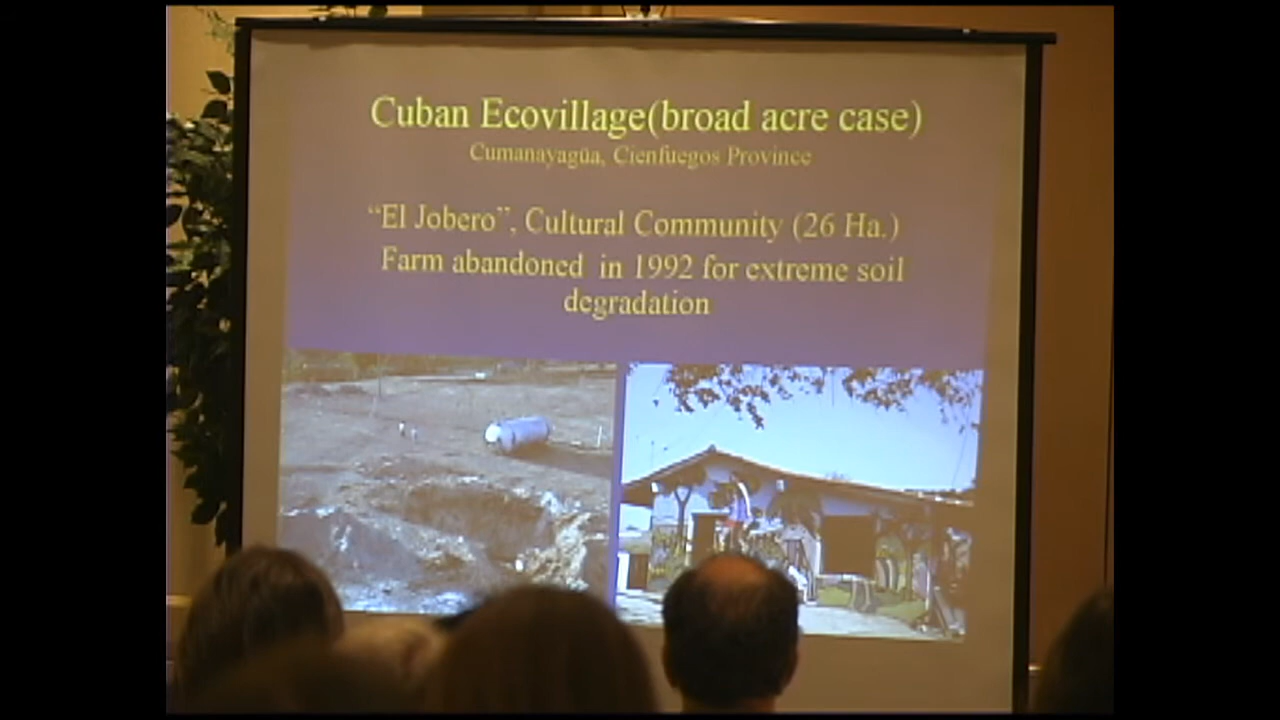 Cuban Ecovillage(broad acre case)
Cumanayagüa, Cienfuegos Province
“El Jobero”, Cultural Community (26 Ha.)
Farm abandoned in 1992 for extreme soil
degradation